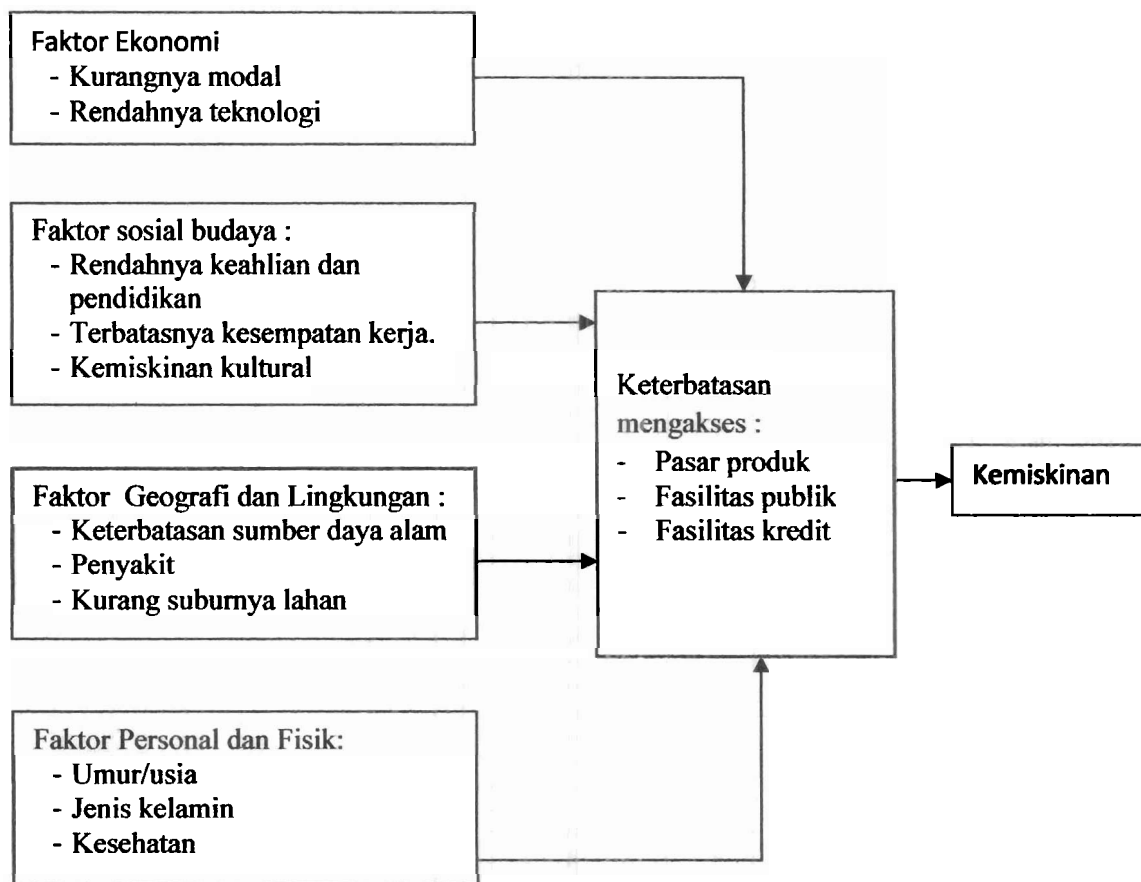 Faktor Ekonomi
- Kurangnya modal
- Rendahnya teknologi
Faktor sosial budaya :
- Rendahnya keahlian dan
pendidikan
- Terbatasnya kesempatan kerja.
- Kemiskinan kultural
Faktor Geografi dan Lingkungan :
- Keterbatasan sumber daya alam
- Penyakit
- Kurang suburnya lahan
Faktor Personal dan Fisik:
- Umur/usia
- Jenis kelamin
- Kesehatan
Keterbatasan
mengakses :
- Pasar produk
- Fasilitas publik
- Fasilitas kredit
Kemiskinan